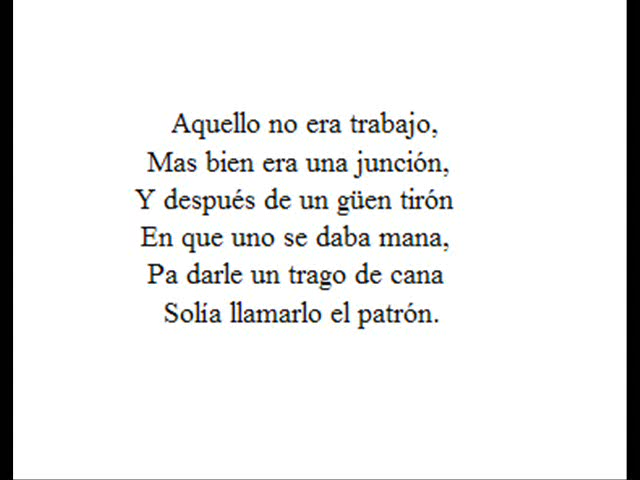 Aquello no era trabajo,
Mas bien era una junción,
Y después de un güen tirón
En que uno se daba mana,
Pa darle un trago de cana
Solía llamarlo el patrón.